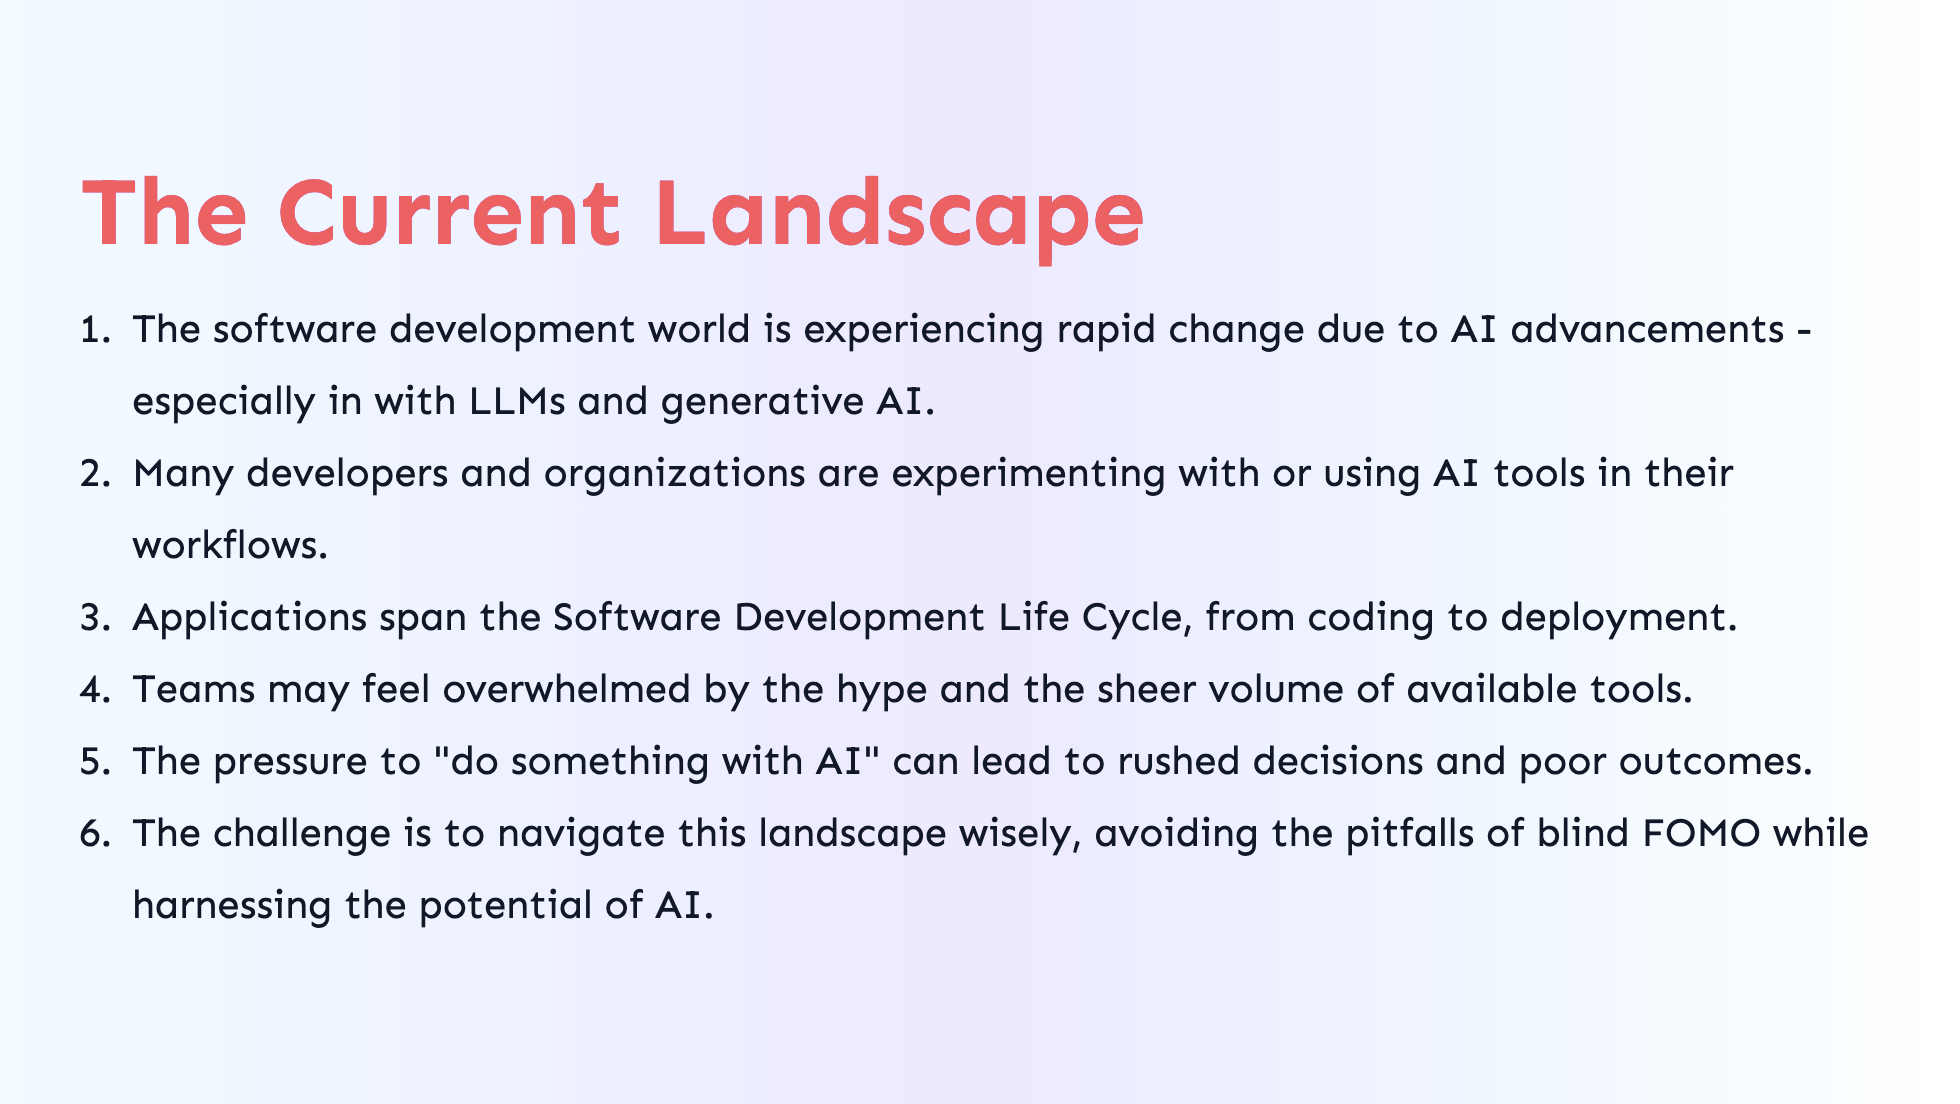 The Current Landscape
1. The software development world is experiencing rapid change due to AI advancements -
especially in with LLMs and generative AI.
2. Many developers and organizations are experimenting with or using AI tools in their
workflows.
3. Applications span the Software Development Life Cycle, from coding to deployment.
4. Teams may feel overwhelmed by the hype and the sheer volume of available tools.
5. The pressure to "do something with AI" can lead to rushed decisions and poor outcomes.
6. The challenge is to navigate this landscape wisely, avoiding the pitfalls of blind FOMO while
harnessing the potential of AI.